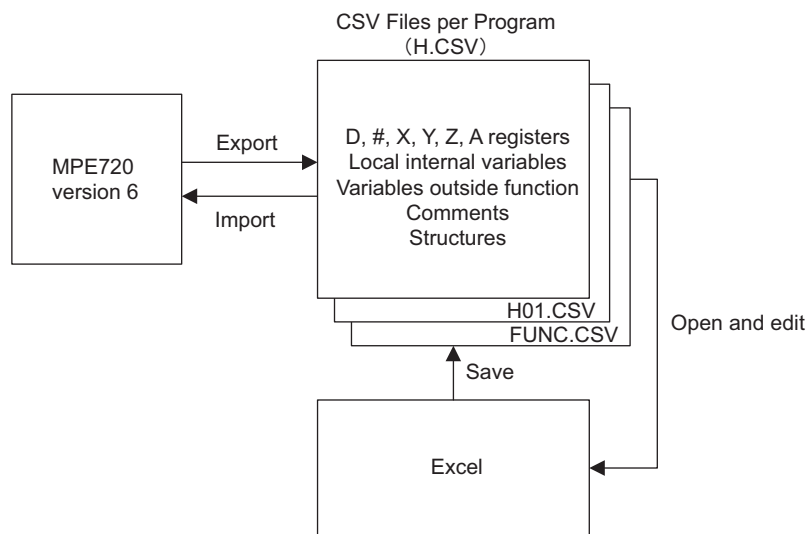 CSV Files per Program
（H.CSV）
MPE720
version 6
Export
Import
D, #, X, Y, Z, A registers
Local internal variables
Variables outside function
Comments
Structures
H01.CSV
FUNC.CSV
Open and edit
Save
Excel